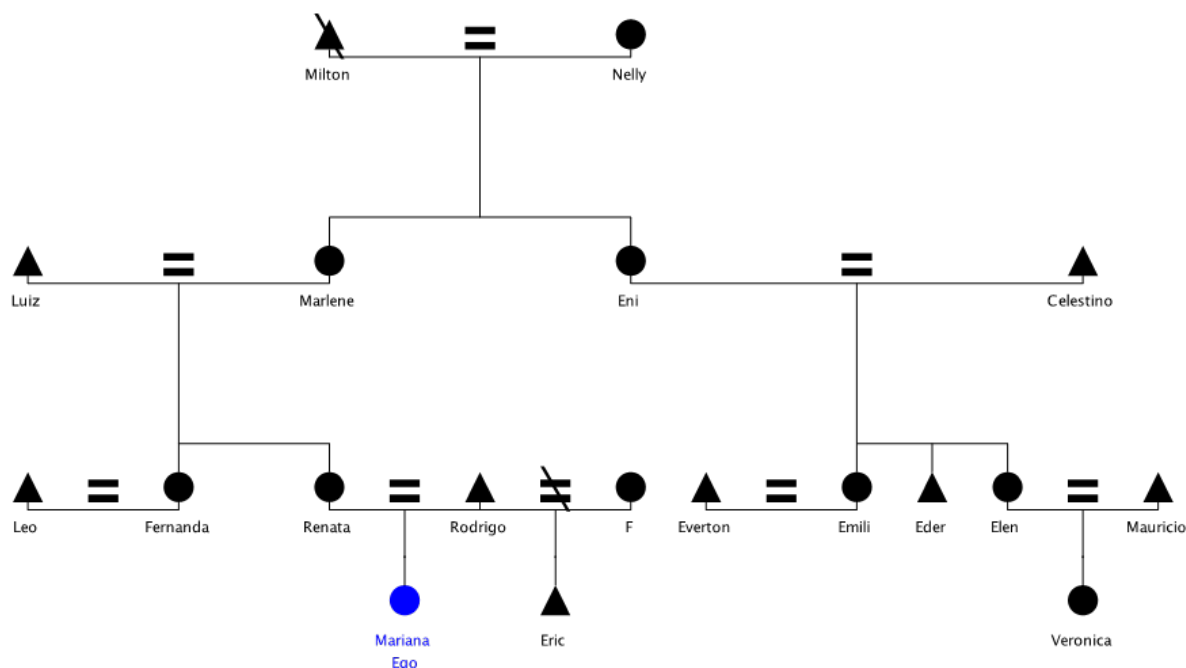 Milton
Nelly
Luiz
Marlene
Eni
Celestino
Leo
Fernanda
Renata
Rodrigo
F
Everton
Emili
Eder
Elen
Mauricio
Mariana
Ego
Eric
Veronica